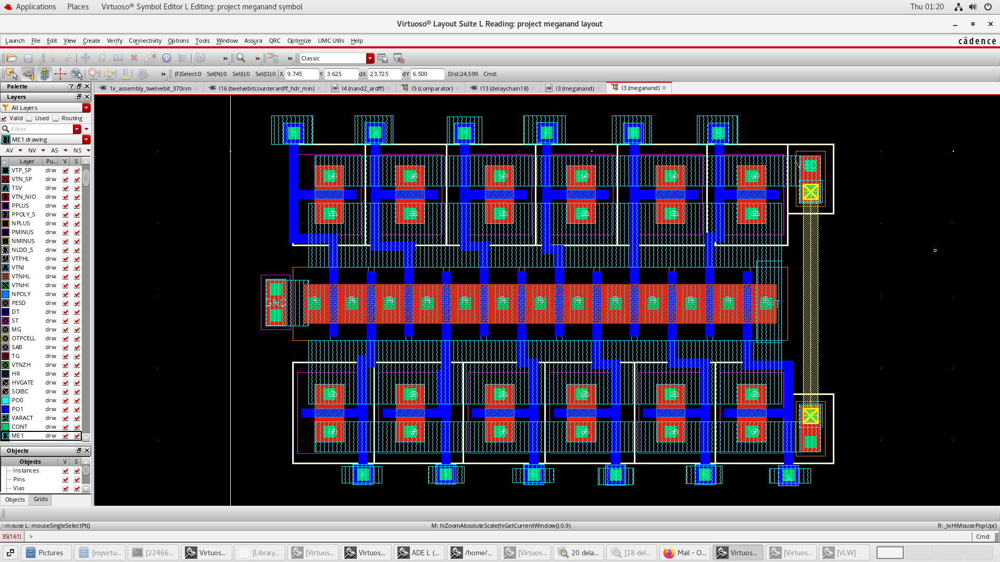 Applications Places Virtuoso® Symbol Editor L Editing: project meganand symbol Thu 01:20
Virtuoso® Layout Suite L Reading: project meganand layout
Launch File Edit View Create Verify Connectivity Options Tools Window Assura QRC Optimize UMC Utils Help cādence
» » » Classic
» (F)Select:0 Sel(N):0 Sel(I):0 Sel(O):0 X 9.745 Y 3.625 dX 23.725 dY 6.500 Dist:24.599 Cmd:
Palette
1x_assembly_twelvebit_370nm I16 (twelvebitcounterardff_hdr_min) I4 (nand2_ardff) I5 (comparator) I13 (delaychain18) I3 (meganand) I3 (meganand)
Layers
All Layers
Valid Used Routing
Filter
ME1 drawing
AV NV AS NS
Layer Pu... V S
VTP_SP drw
VTN_SP drw
TSV drw
VTN_NIO drw
PPLUS drw
PPOLY_S drw
NPLUS drw
PMINUS drw
NMINUS drw
NLDD_S drw
VTPHL drw
VTNI drw
VTNHL drw
VTNHI drw
NPOLY drw
PESD drw
DT drw
ST drw
MG drw
OTPCELL drw
SAB drw
TG drw
VTNZH drw
HR drw
HVGATE drw
SOIBC drw
PO0 drw
PO1 drw
VARACT drw
CONT drw
ME1 drw
GND
K G E C A
Objects
Objects V S
Instances
Pins
Vias
Objects Grids
mouse L: mouseSingleSelectPt() M: hiZoomAbsoluteScale(hiGetCurrentWindow() 0.9) R: _lxHiMousePopUp()
35(161) > Cmd:
Pictures [myvirtu... [22466... Virtuos... [Library... [Virtuos... Virtuos... ADE L (... /home/... [Virtuos... 20 dela... [18 del... Mail - O... Virtuos... [Virtuos... [VLW]